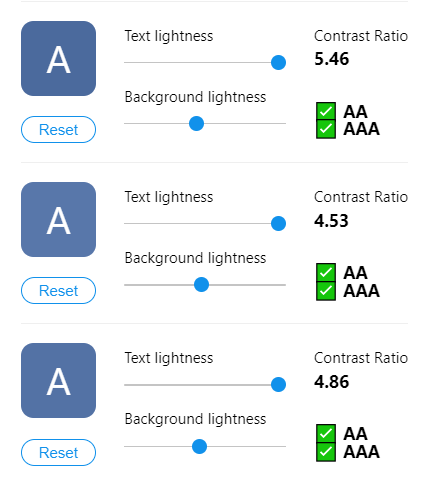 A
Text lightness
Contrast Ratio
5.46
Background lightness
AA
AAA
Reset
A
Text lightness
Contrast Ratio
4.53
Background lightness
AA
AAA
Reset
A
Text lightness
Contrast Ratio
4.86
Background lightness
AA
AAA
Reset